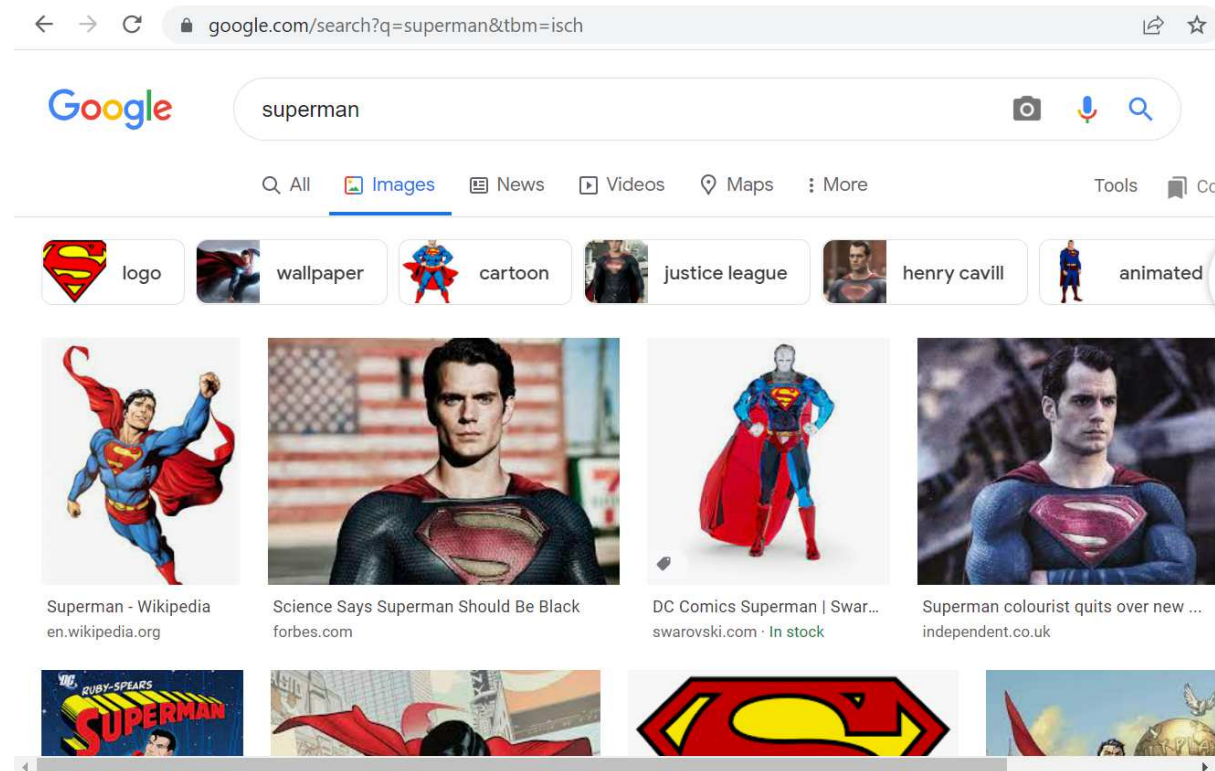 google.com/search?q=superman&tbm=isch
Google
superman
All Images News Videos Maps More Tools
logo wallpaper cartoon justice league henry cavill animated
Superman - Wikipedia
en.wikipedia.org
Science Says Superman Should Be Black
forbes.com
DC Comics Superman | Swar...
swarovski.com · In stock
Superman colourist quits over new ...
independent.co.uk
DC
RUBY-SPEARS
SUPERMAN